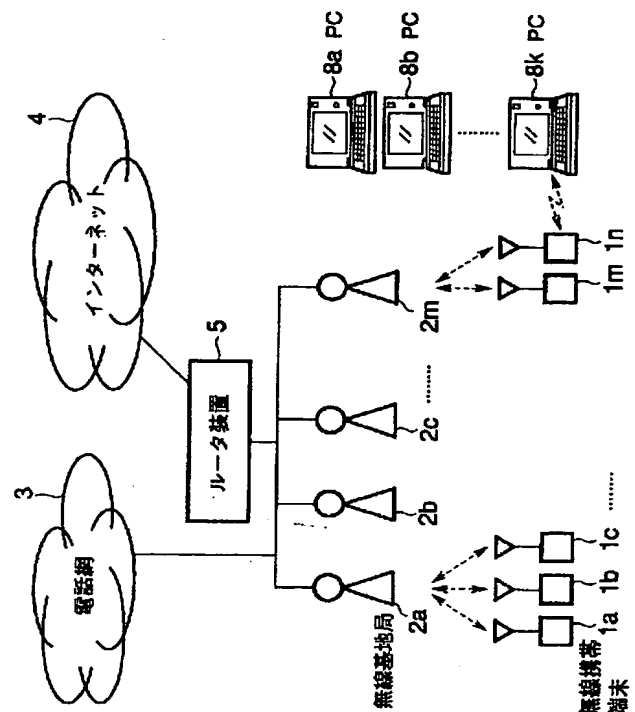 3
電話網
4
インターネット
5
ルータ装置
無線基地局
2a
2b
2c
........
2m
無線携帯
端末
1a
1b
1c
........
1m
1n
8a PC
8b PC
........
8k PC